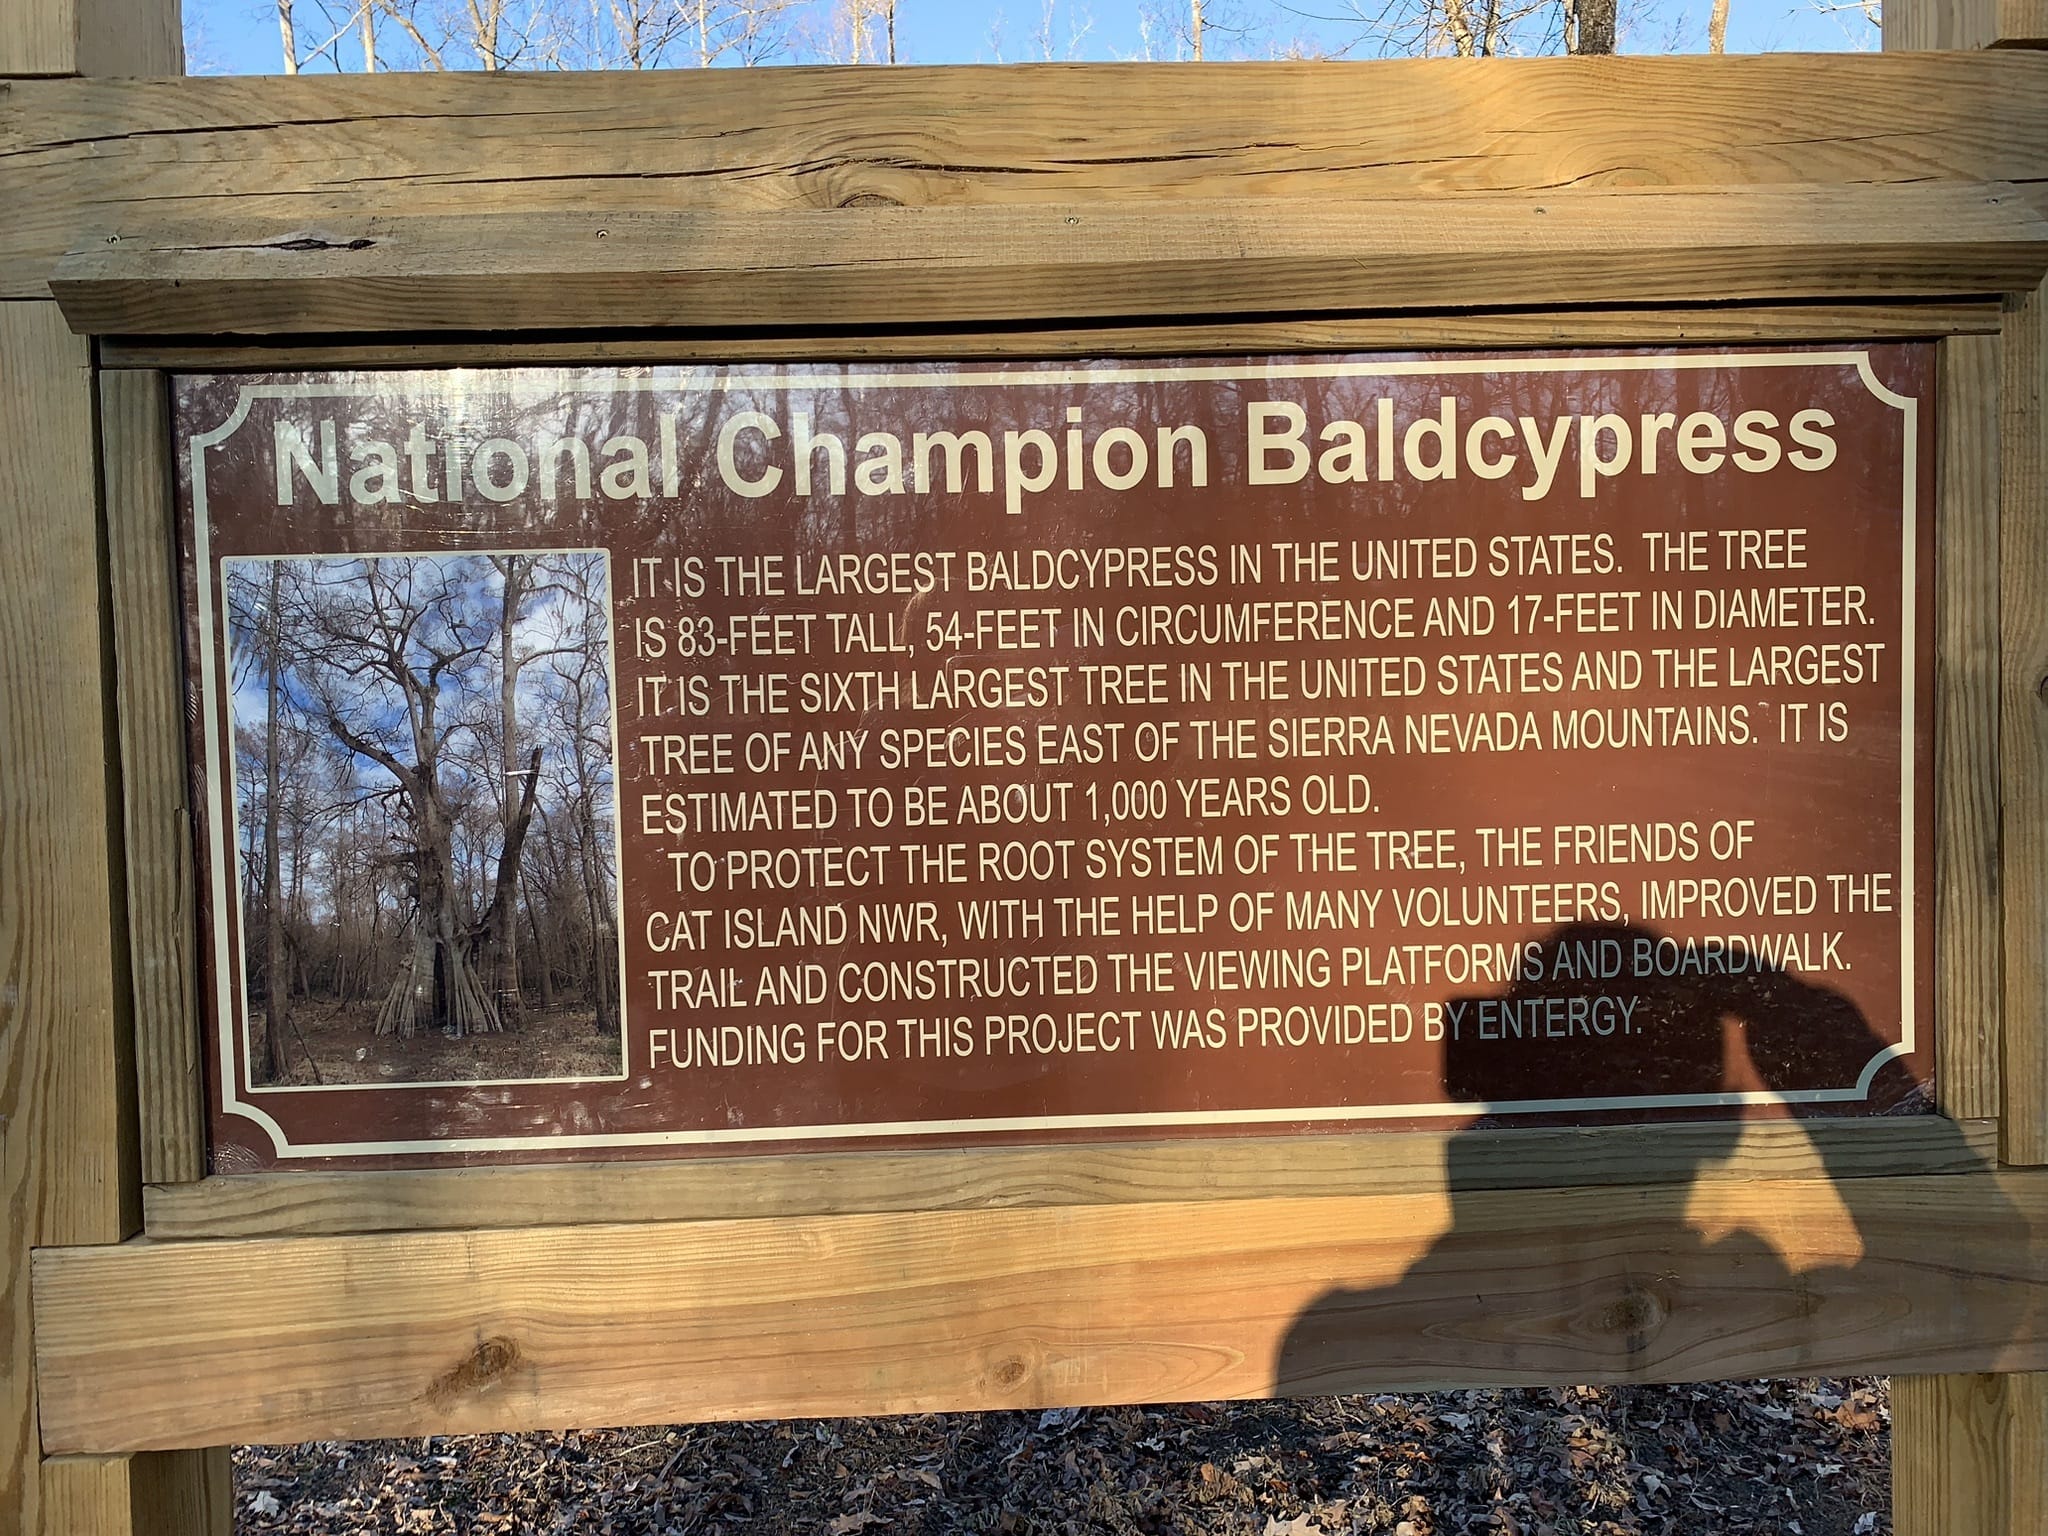 National Champion Baldcypress
IT IS THE LARGEST BALDCYPRESS IN THE UNITED STATES. THE TREE
IS 83-FEET TALL, 54-FEET IN CIRCUMFERENCE AND 17-FEET IN DIAMETER.
IT IS THE SIXTH LARGEST TREE IN THE UNITED STATES AND THE LARGEST
TREE OF ANY SPECIES EAST OF THE SIERRA NEVADA MOUNTAINS. IT IS
ESTIMATED TO BE ABOUT 1,000 YEARS OLD.
TO PROTECT THE ROOT SYSTEM OF THE TREE, THE FRIENDS OF
CAT ISLAND NWR, WITH THE HELP OF MANY VOLUNTEERS, IMPROVED THE
TRAIL AND CONSTRUCTED THE VIEWING PLATFORMS AND BOARDWALK.
FUNDING FOR THIS PROJECT WAS PROVIDED BY ENTERGY.